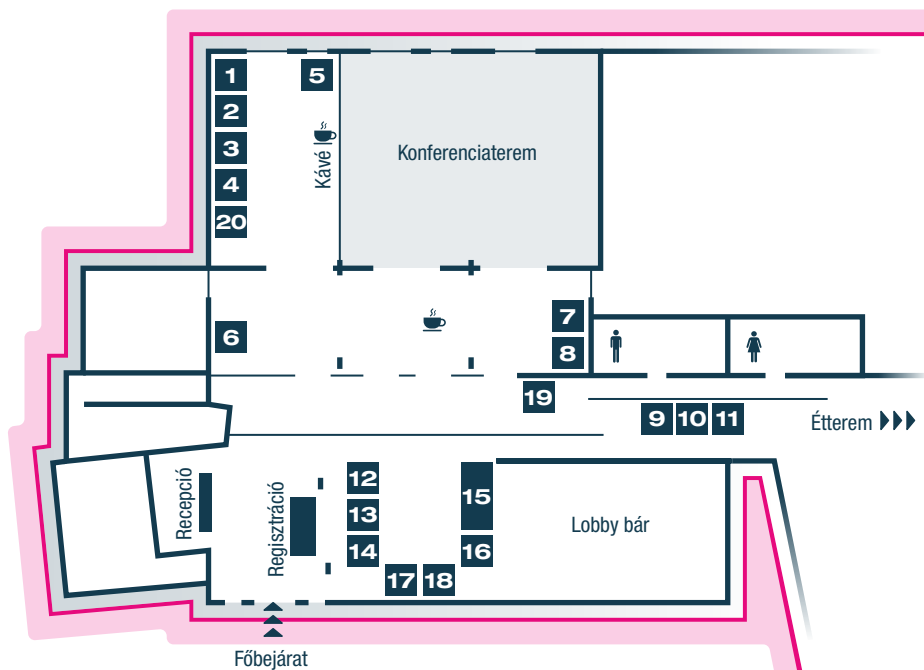 1
5
2
Kávé
Konferenciaterem
3
4
20
6
7
8
19
9
10
11
Étterem
12
15
Recepció
Regisztráció
13
Lobby bár
14
16
17
18
Főbejárat